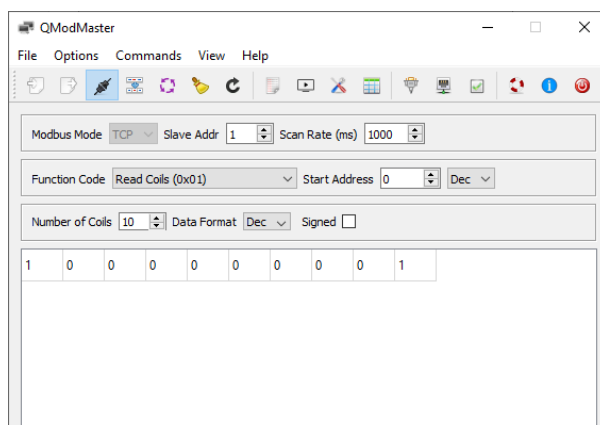 QModMaster
File Options Commands View Help
Modbus Mode TCP Slave Addr 1 Scan Rate (ms) 1000
Function Code Read Coils (0x01) Start Address 0 Dec
Number of Coils 10 Data Format Dec Signed
1 0 0 0 0 0 0 0 0 1